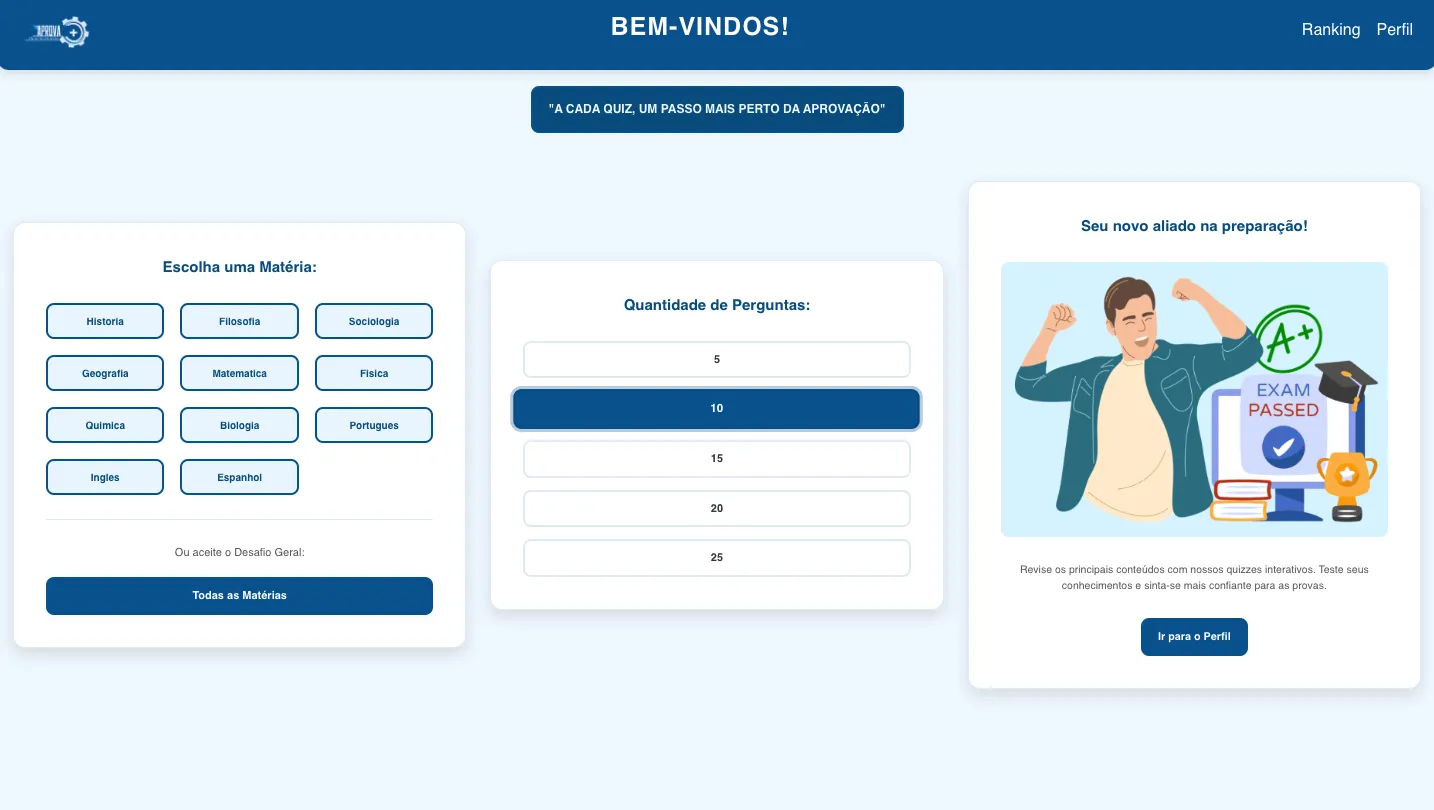 APROVA
BEM-VINDOS!
Ranking
Perfil
"A CADA QUIZ, UM PASSO MAIS PERTO DA APROVAÇÃO"
Escolha uma Matéria:
Historia
Filosofia
Sociologia
Geografia
Matematica
Fisica
Quimica
Biologia
Portugues
Ingles
Espanhol
Ou aceite o Desafio Geral:
Todas as Matérias
Quantidade de Perguntas:
5
10
15
20
25
Seu novo aliado na preparação!
A+
EXAM
PASSED
Revise os principais conteúdos com nossos quizzes interativos. Teste seus
conhecimentos e sinta-se mais confiante para as provas.
Ir para o Perfil